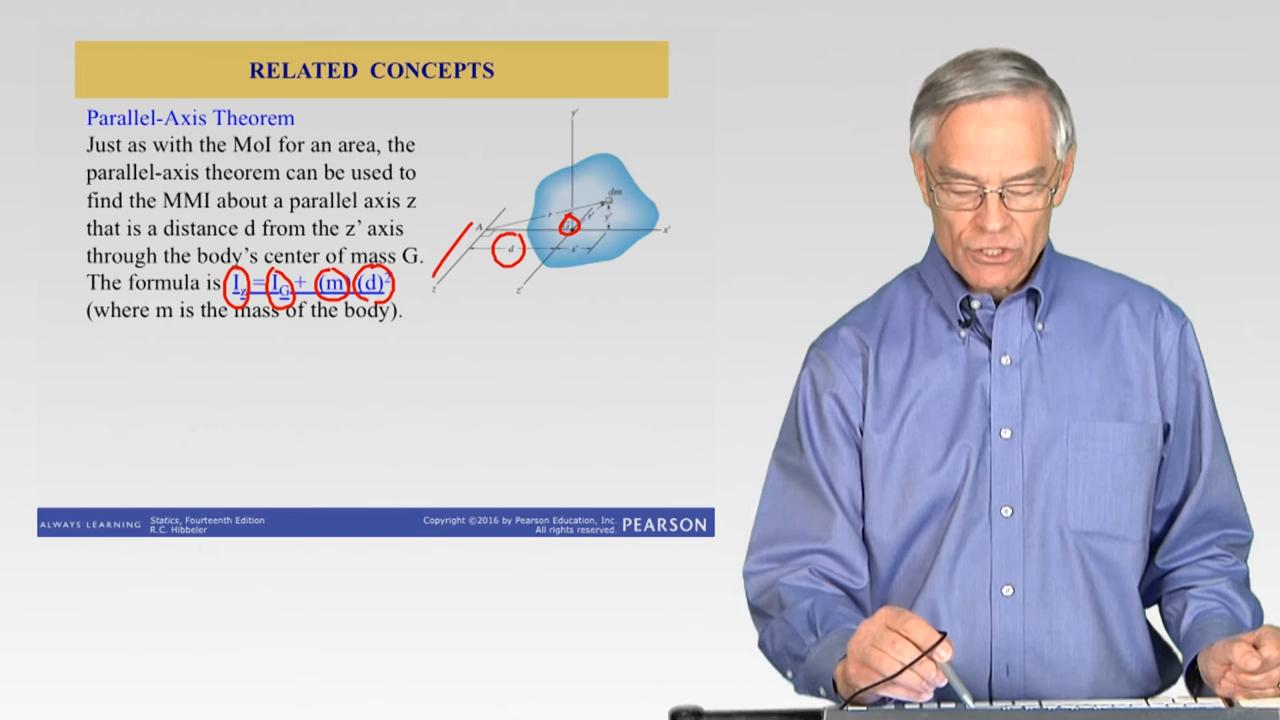 RELATED CONCEPTS
Parallel-Axis Theorem
Just as with the MoI for an area, the
parallel-axis theorem can be used to
find the MMI about a parallel axis z
that is a distance d from the z’ axis
through the body’s center of mass G.
The formula is I_z = I_G + (m) (d)²
(where m is the mass of the body).
y'
dm
r
r'
y'
A
x'
d
x'
z
z'
ALWAYS LEARNING
Statics, Fourteenth Edition
R.C. Hibbeler
Copyright ©2016 by Pearson Education, Inc.
All rights reserved.
PEARSON